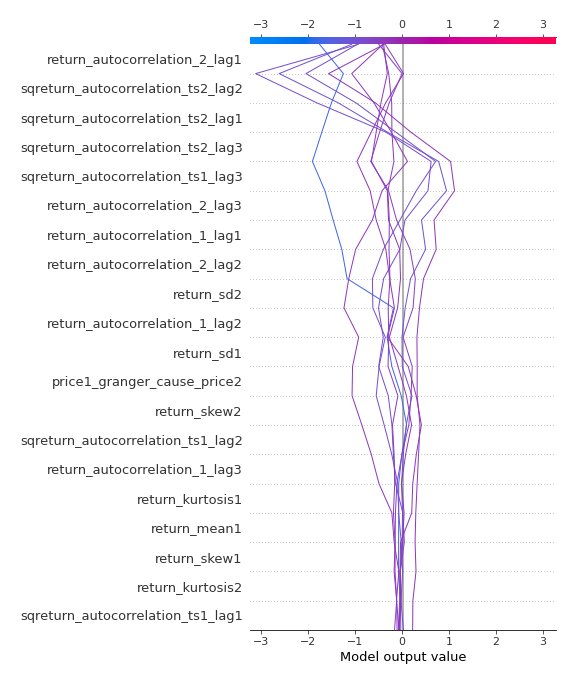 −3 −2 −1 0 1 2 3
return_autocorrelation_2_lag1
sqreturn_autocorrelation_ts2_lag2
sqreturn_autocorrelation_ts2_lag1
sqreturn_autocorrelation_ts2_lag3
sqreturn_autocorrelation_ts1_lag3
return_autocorrelation_2_lag3
return_autocorrelation_1_lag1
return_autocorrelation_2_lag2
return_sd2
return_autocorrelation_1_lag2
return_sd1
price1_granger_cause_price2
return_skew2
sqreturn_autocorrelation_ts1_lag2
return_autocorrelation_1_lag3
return_kurtosis1
return_mean1
return_skew1
return_kurtosis2
sqreturn_autocorrelation_ts1_lag1
−3 −2 −1 0 1 2 3
Model output value